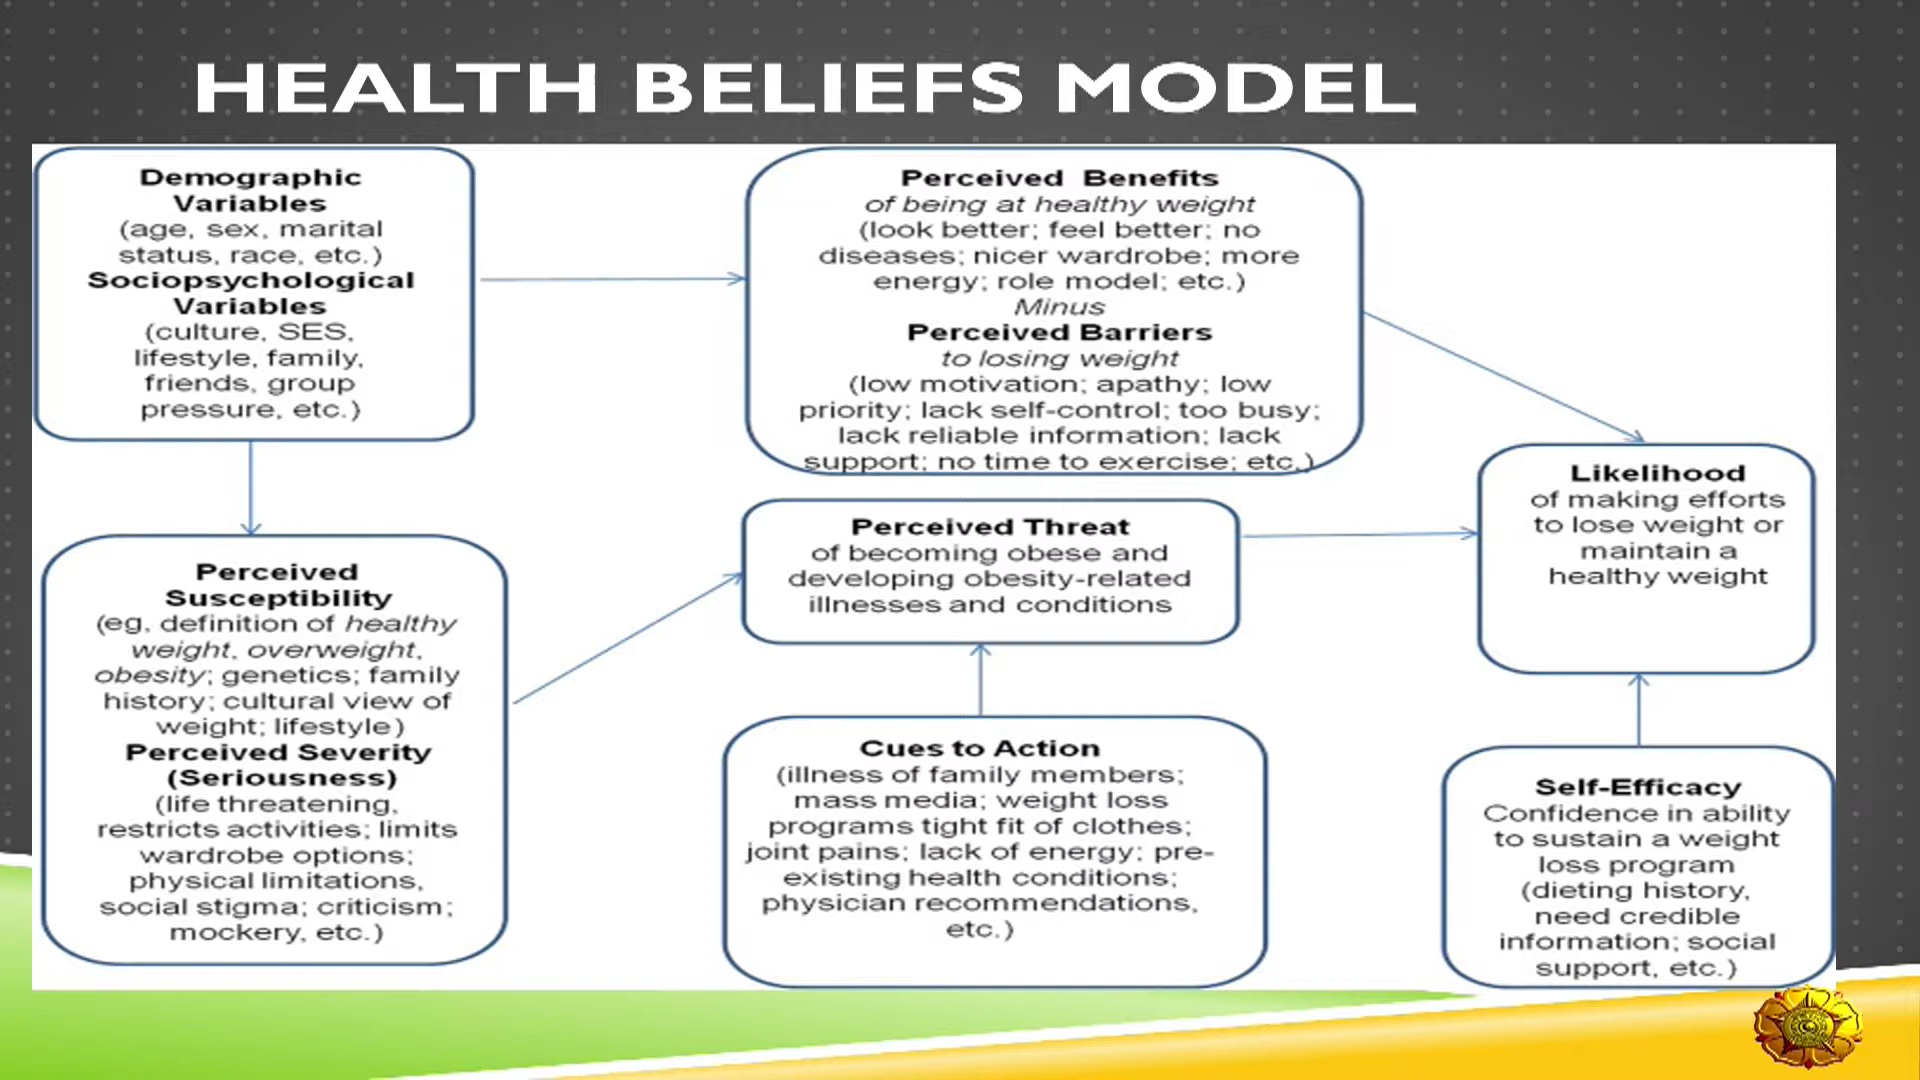 HEALTH BELIEFS MODEL
Demographic
Variables
(age, sex, marital
status, race, etc.)
Sociopsychological
Variables
(culture, SES,
lifestyle, family,
friends, group
pressure, etc.)
Perceived Benefits
of being at healthy weight
(look better; feel better; no
diseases; nicer wardrobe; more
energy; role model; etc.)
Minus
Perceived Barriers
to losing weight
(low motivation; apathy; low
priority; lack self-control; too busy;
lack reliable information; lack
support; no time to exercise; etc.)
Likelihood
of making efforts
to lose weight or
maintain a
healthy weight
Perceived Threat
of becoming obese and
developing obesity-related
illnesses and conditions
Perceived
Susceptibility
(eg, definition of healthy
weight, overweight,
obesity; genetics; family
history; cultural view of
weight; lifestyle)
Perceived Severity
(Seriousness)
(life threatening,
restricts activities; limits
wardrobe options;
physical limitations,
social stigma; criticism;
mockery, etc.)
Cues to Action
(illness of family members;
mass media; weight loss
programs tight fit of clothes;
joint pains; lack of energy; pre-
existing health conditions;
physician recommendations,
etc.)
Self-Efficacy
Confidence in ability
to sustain a weight
loss program
(dieting history,
need credible
information; social
support, etc.)